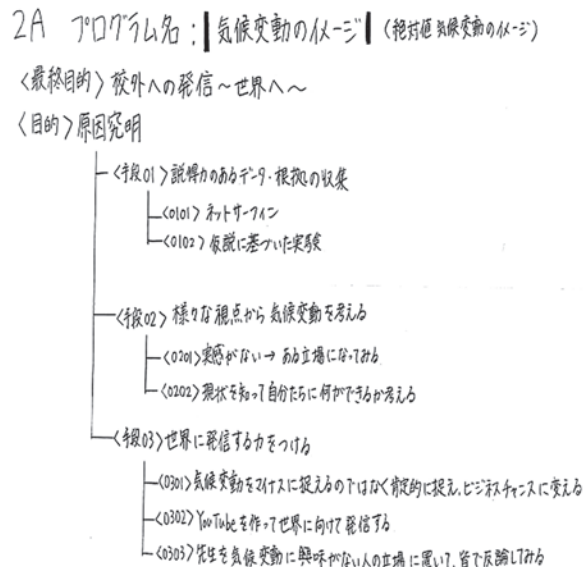 2A プログラム名：|気候変動のイメージ|（絶対値 気候変動のイメージ）
〈最終目的〉校外への発信～世界へ～
〈目的〉原因究明
〈手段01〉説得力のあるデータ・根拠の収集
〈0101〉ネットサーフィン
〈0102〉仮説に基づいた実験
〈手段02〉様々な視点から気候変動を考える
〈0201〉実感がない→ある立場になってみる
〈0202〉現状を知って自分たちに何ができるか考える
〈手段03〉世界に発信する力をつける
〈0301〉気候変動をマイナスに捉えるのではなく肯定的に捉え、ビジネスチャンスに変える
〈0302〉YouTubeを作って世界に向けて発信する
〈0303〉先生を気候変動に興味がない人の立場に置いて、皆で反論してみる